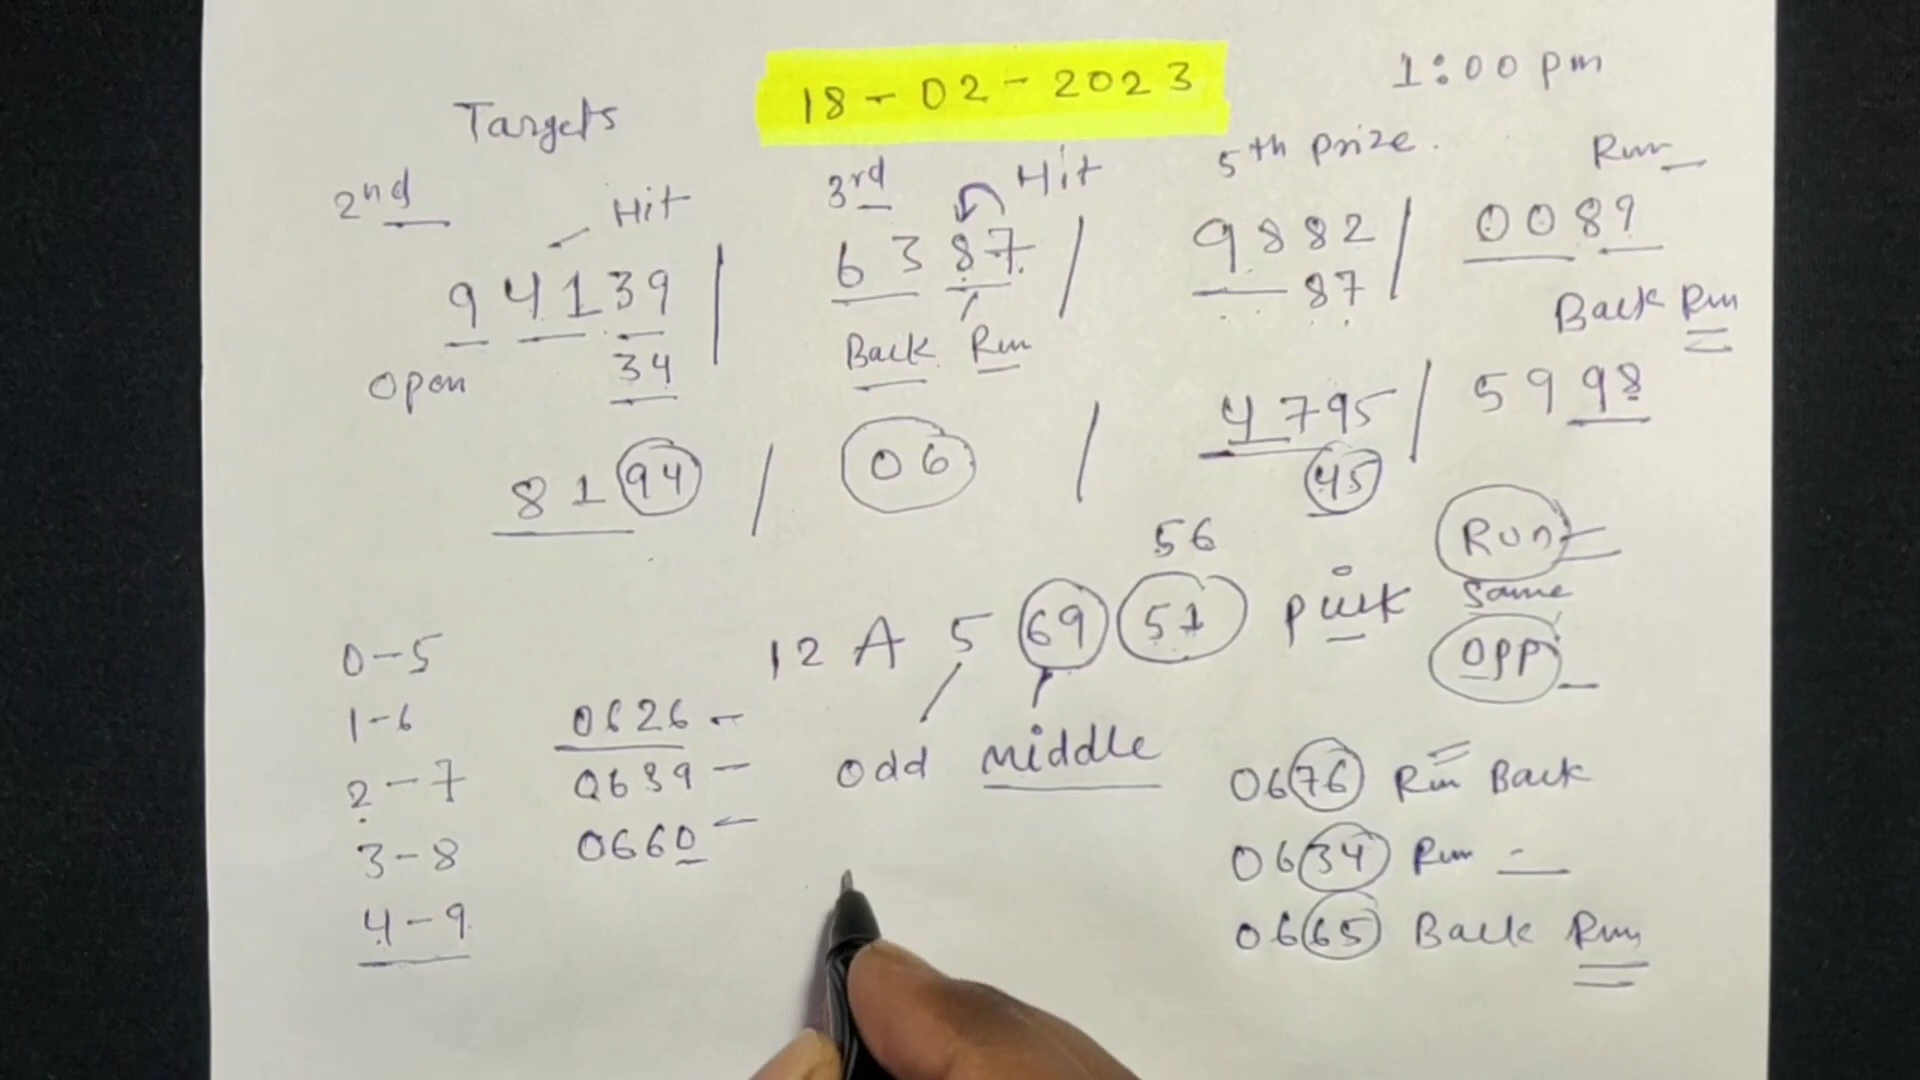 18-02-2023
1:00 pm
Targets
2nd
Hit
3rd
Hit
5th prize.
Run
94139
6387
9882
0089
34
87
Open
Back Run
Back Run
8194
06
4795
5998
45
56
Run
12 A 5 69 51 pick
Same
OPP
0-5
1-6
0626 -
odd middle
2-7
0639 -
0676 Run Back
3-8
0660 -
0634 Run -
4-9
0665 Back Run